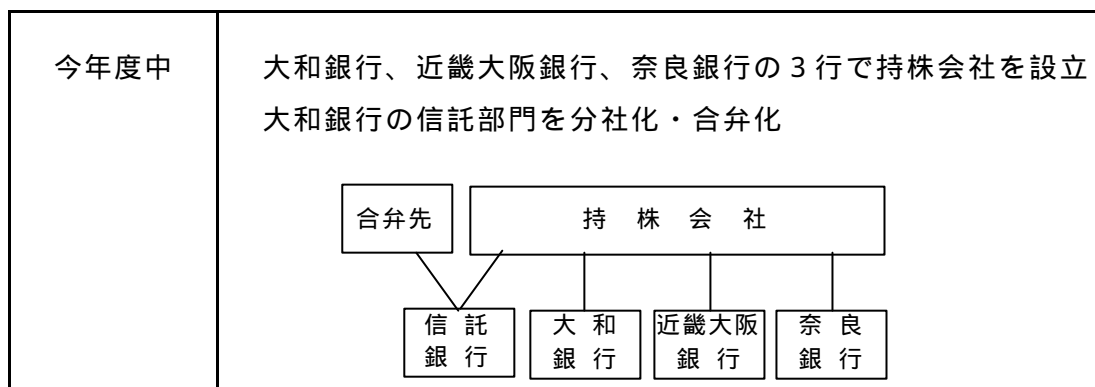 今年度中
大和銀行、近畿大阪銀行、奈良銀行の3行で持株会社を設立
大和銀行の信託部門を分社化・合弁化
合弁先
持株会社
信託
銀行
大和
銀行
近畿大阪
銀行
奈良
銀行